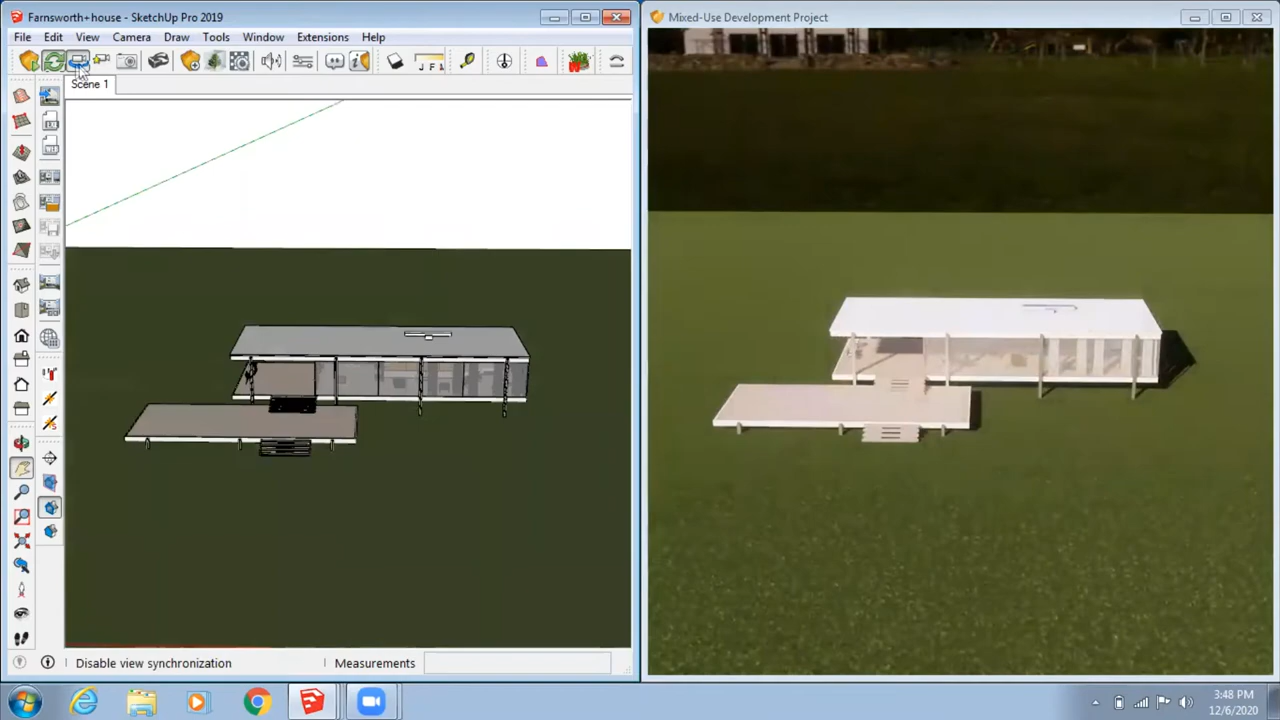 Farnsworth+house - SketchUp Pro 2019
Mixed-Use Development Project
File Edit View Camera Draw Tools Window Extensions Help
J F I
Scene 1
Disable view synchronization
Measurements
3:48 PM
12/6/2020